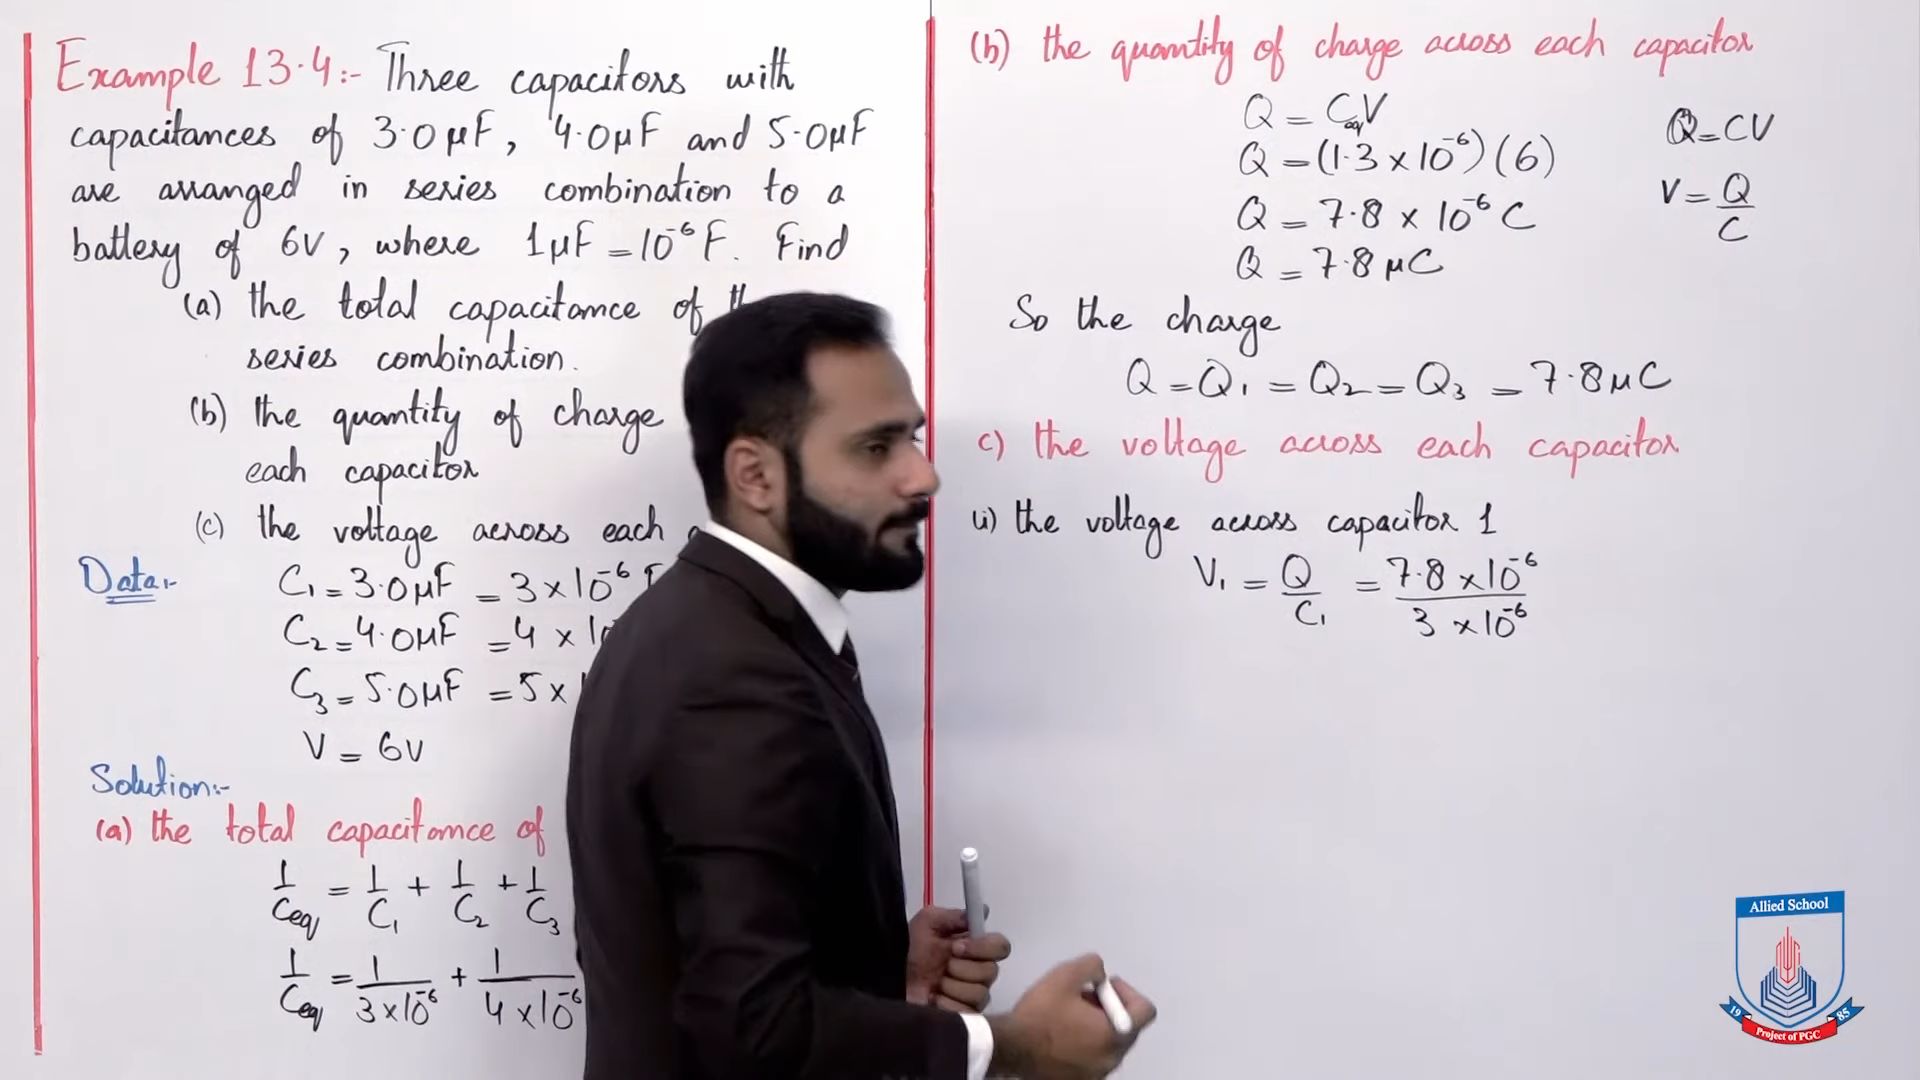 Example 13.4:- Three capacitors with
capacitances of 3.0μF, 4.0μF and 5.0μF
are arranged in series combination to a
battery of 6V, where 1μF = 10⁻⁶F. Find
(a) the total capacitance of
series combination.
(b) the quantity of charge
each capacitor
(c) the voltage across each
Data:-
C₁ = 3.0μF = 3×10⁻⁶
C₂ = 4.0μF = 4 ×
C₃ = 5.0μF = 5 ×
V = 6V
Solution:-
(a) the total capacitance of
1/Ceq = 1/C₁ + 1/C₂ + 1/C₃
1/Ceq = 1/3×10⁻⁶ + 1/4×10⁻⁶
(b) the quantity of charge across each capacitor
Q = CeqV
Q = (1.3 × 10⁻⁶) (6)
Q = 7.8 × 10⁻⁶ C
Q = 7.8 μC
Q = CV
V = Q/C
So the charge
Q = Q₁ = Q₂ = Q₃ = 7.8μC
c) the voltage across each capacitor
i) the voltage across capacitor 1
V₁ = Q/C₁ = 7.8 × 10⁻⁶/3 × 10⁻⁶
Allied School
19 85
Project of PGC